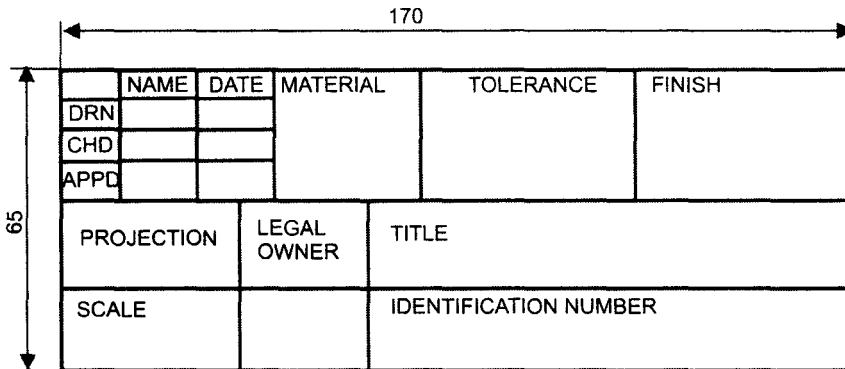 170
NAME DATE MATERIAL TOLERANCE FINISH
DRN
CHD
APPD
65
PROJECTION
LEGAL
OWNER
TITLE
SCALE
IDENTIFICATION NUMBER